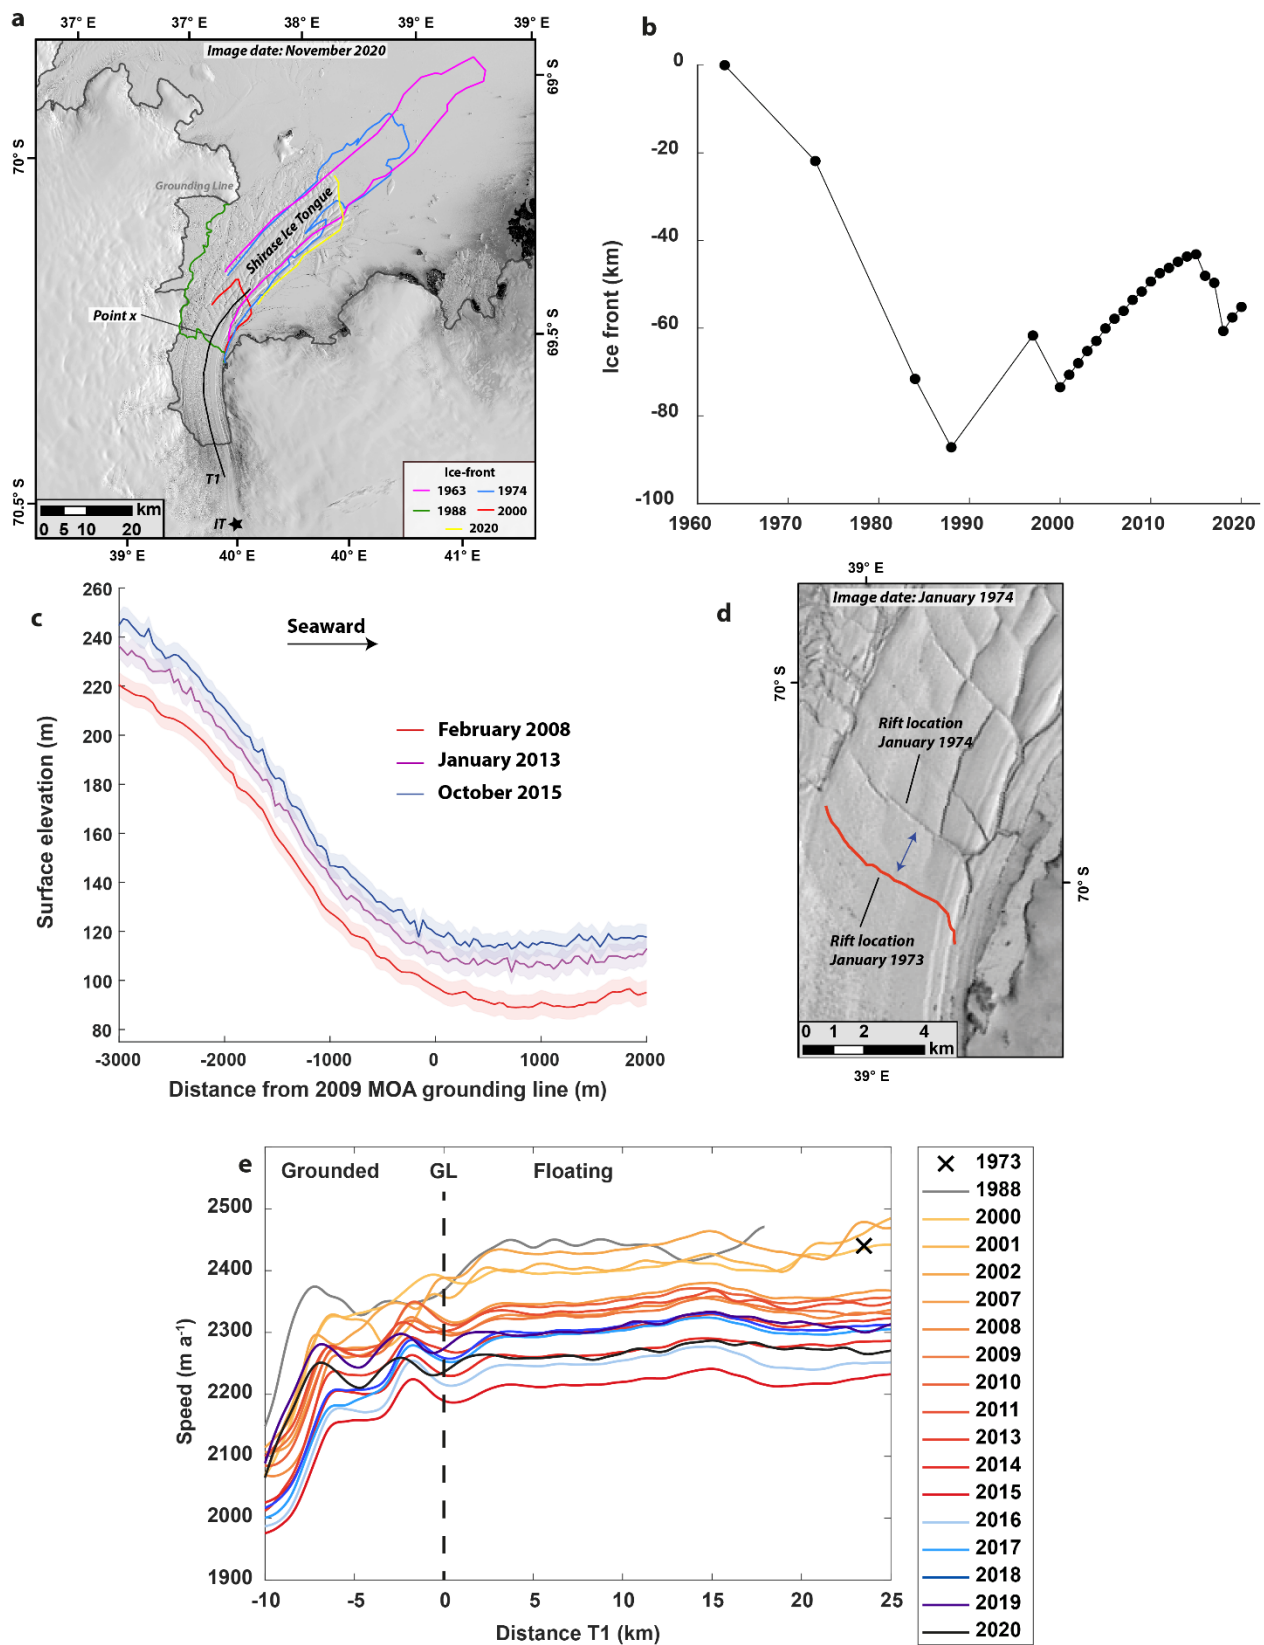 a
37° E
37° E
38° E
39° E
39° E
Image date: November 2020
69° S
70° S
Grounding Line
Shirase Ice Tongue
Point x
69.5° S
T1
70.5° S
IT
km
0 5 10 20
Ice-front
1963
1974
1988
2000
2020
39° E
40° E
40° E
41° E
b
0
-20
-40
-60
-80
-100
Ice front (km)
1960
1970
1980
1990
2000
2010
2020
c
260
240
220
200
180
160
140
120
100
80
Surface elevation (m)
Seaward
February 2008
January 2013
October 2015
-3000
-2000
-1000
0
1000
2000
Distance from 2009 MOA grounding line (m)
d
39° E
Image date: January 1974
70° S
Rift location
January 1974
70° S
Rift location
January 1973
0 1 2 4
km
39° E
e
Grounded
GL
Floating
2500
2400
2300
2200
2100
2000
1900
Speed (m a⁻¹)
-10
-5
0
5
10
15
20
25
Distance T1 (km)
1973
1988
2000
2001
2002
2007
2008
2009
2010
2011
2013
2014
2015
2016
2017
2018
2019
2020